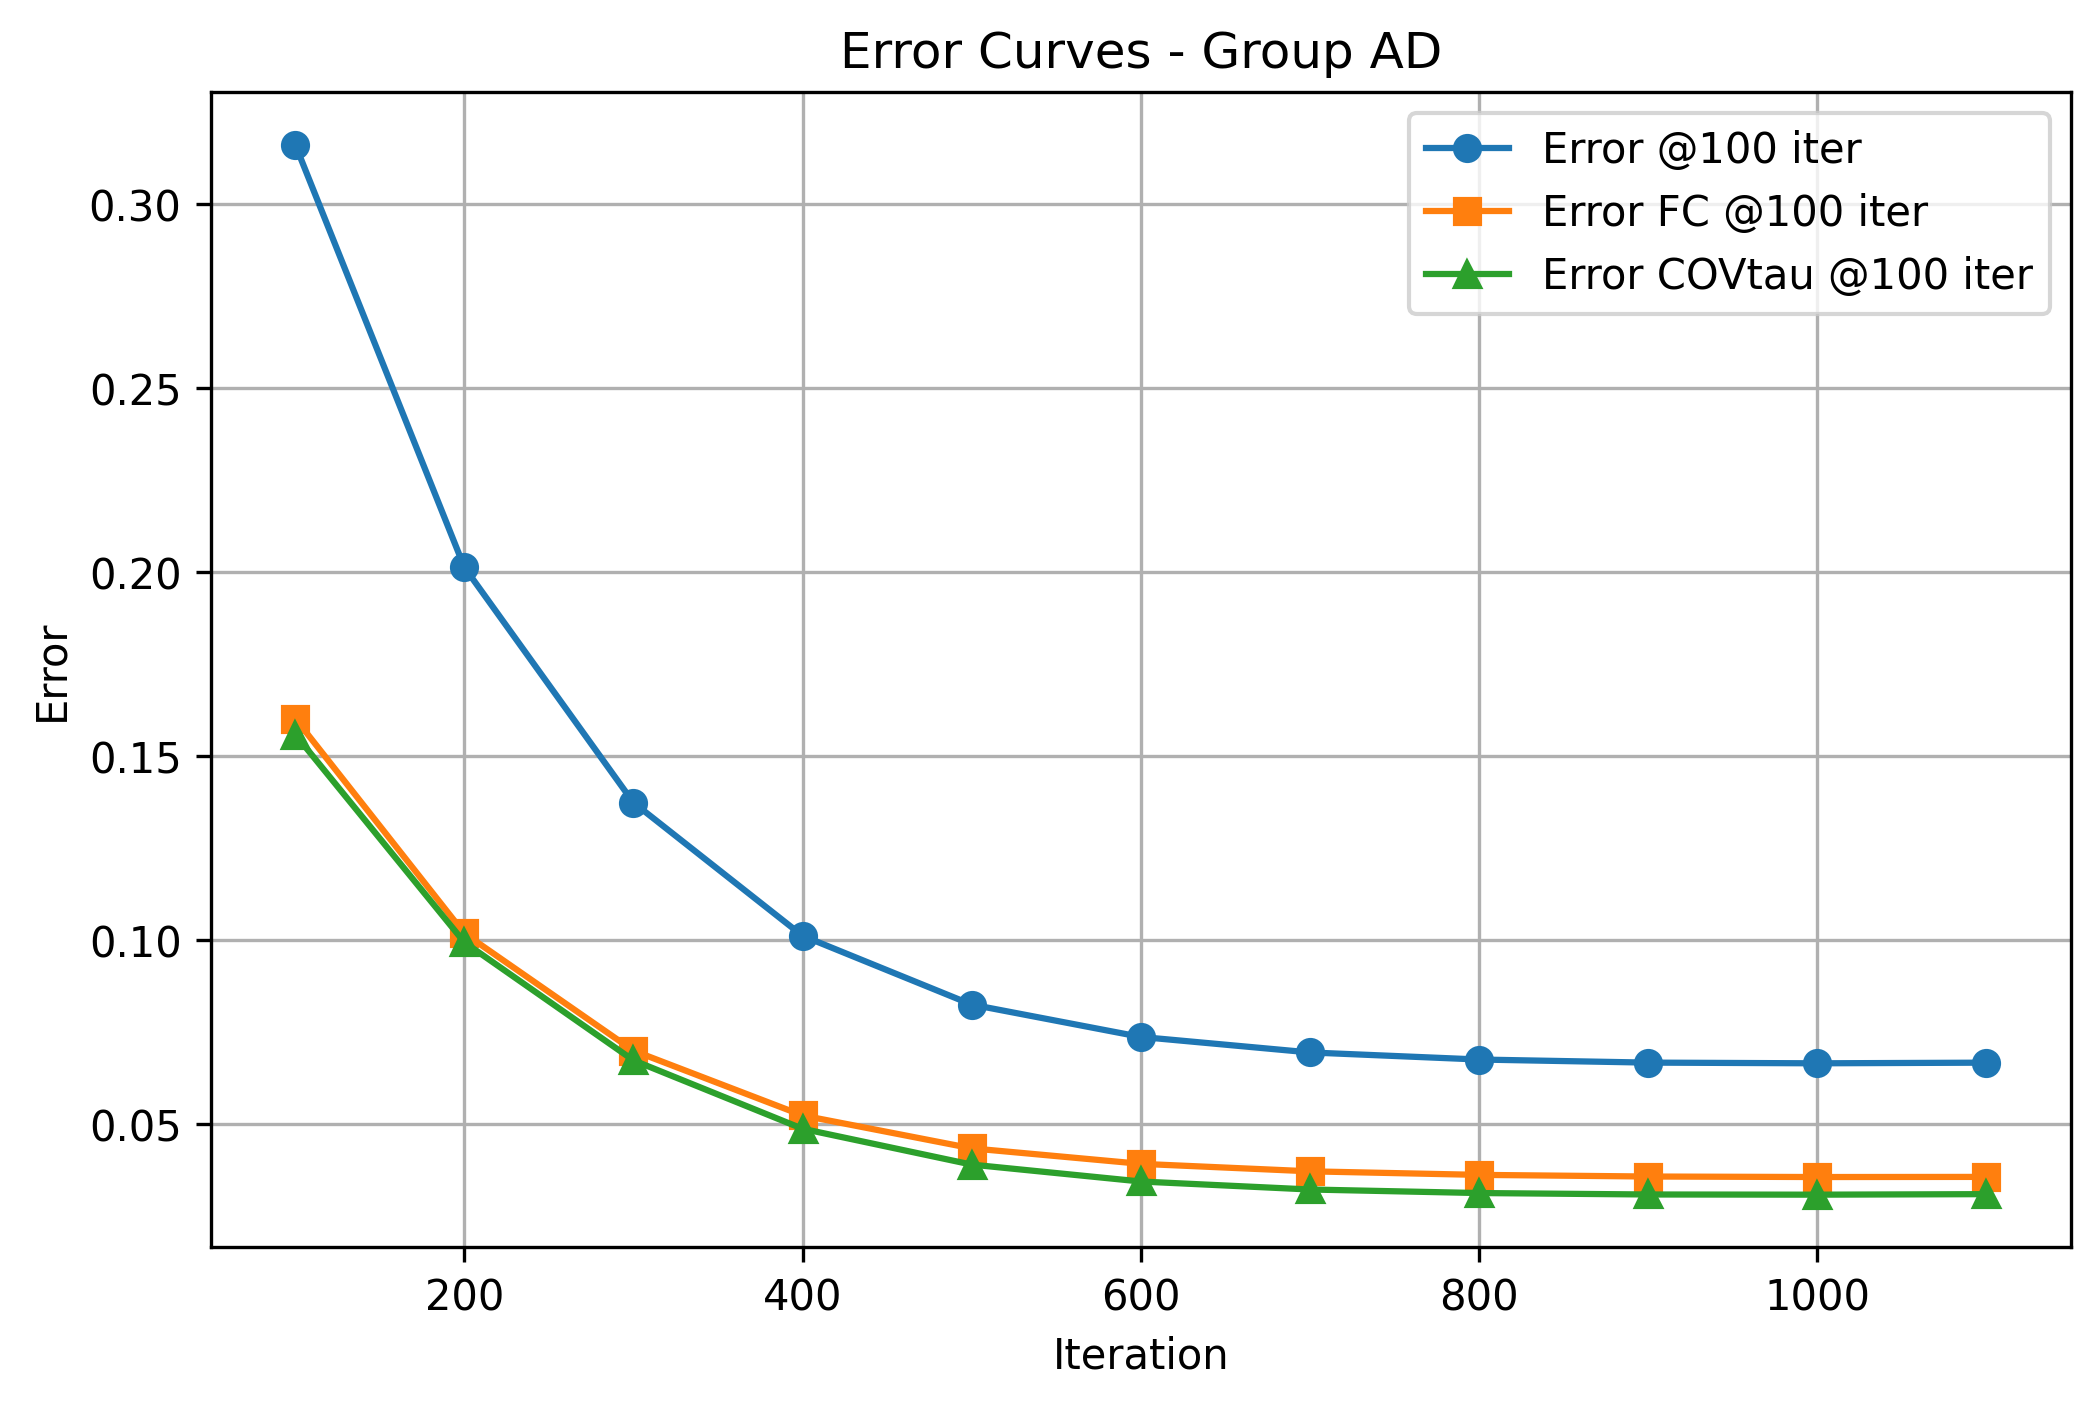 Error Curves - Group AD
Error @100 iter
Error FC @100 iter
Error COVtau @100 iter
0.30
0.25
0.20
0.15
0.10
0.05
Error
200 400 600 800 1000
Iteration